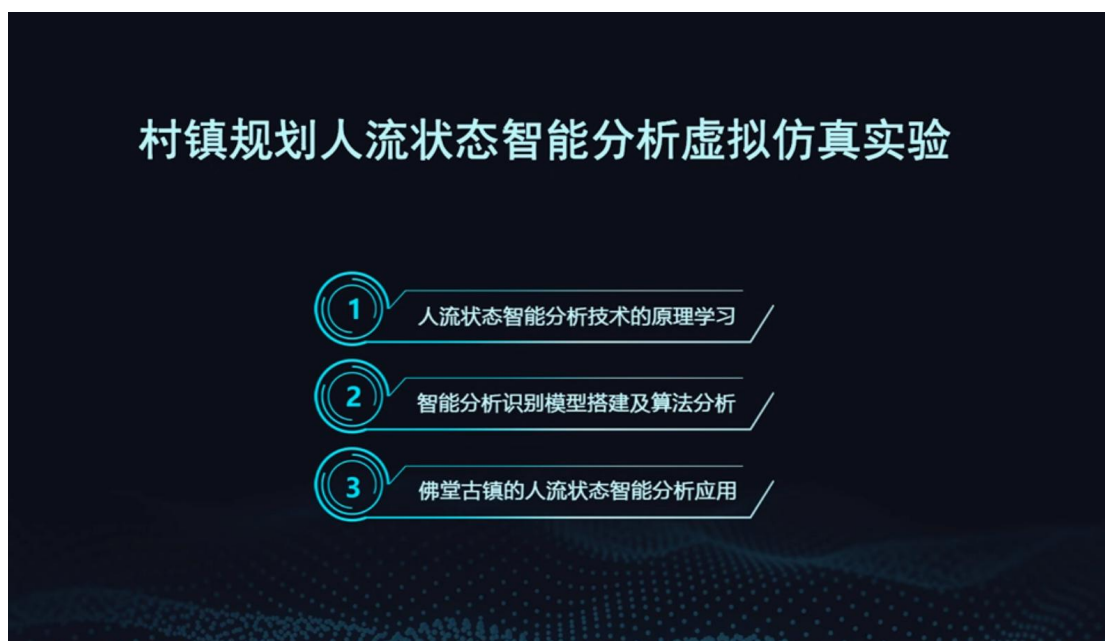 村镇规划人流状态智能分析虚拟仿真实验
1
人流状态智能分析技术的原理学习
2
智能分析识别模型搭建及算法分析
3
佛堂古镇的人流状态智能分析应用